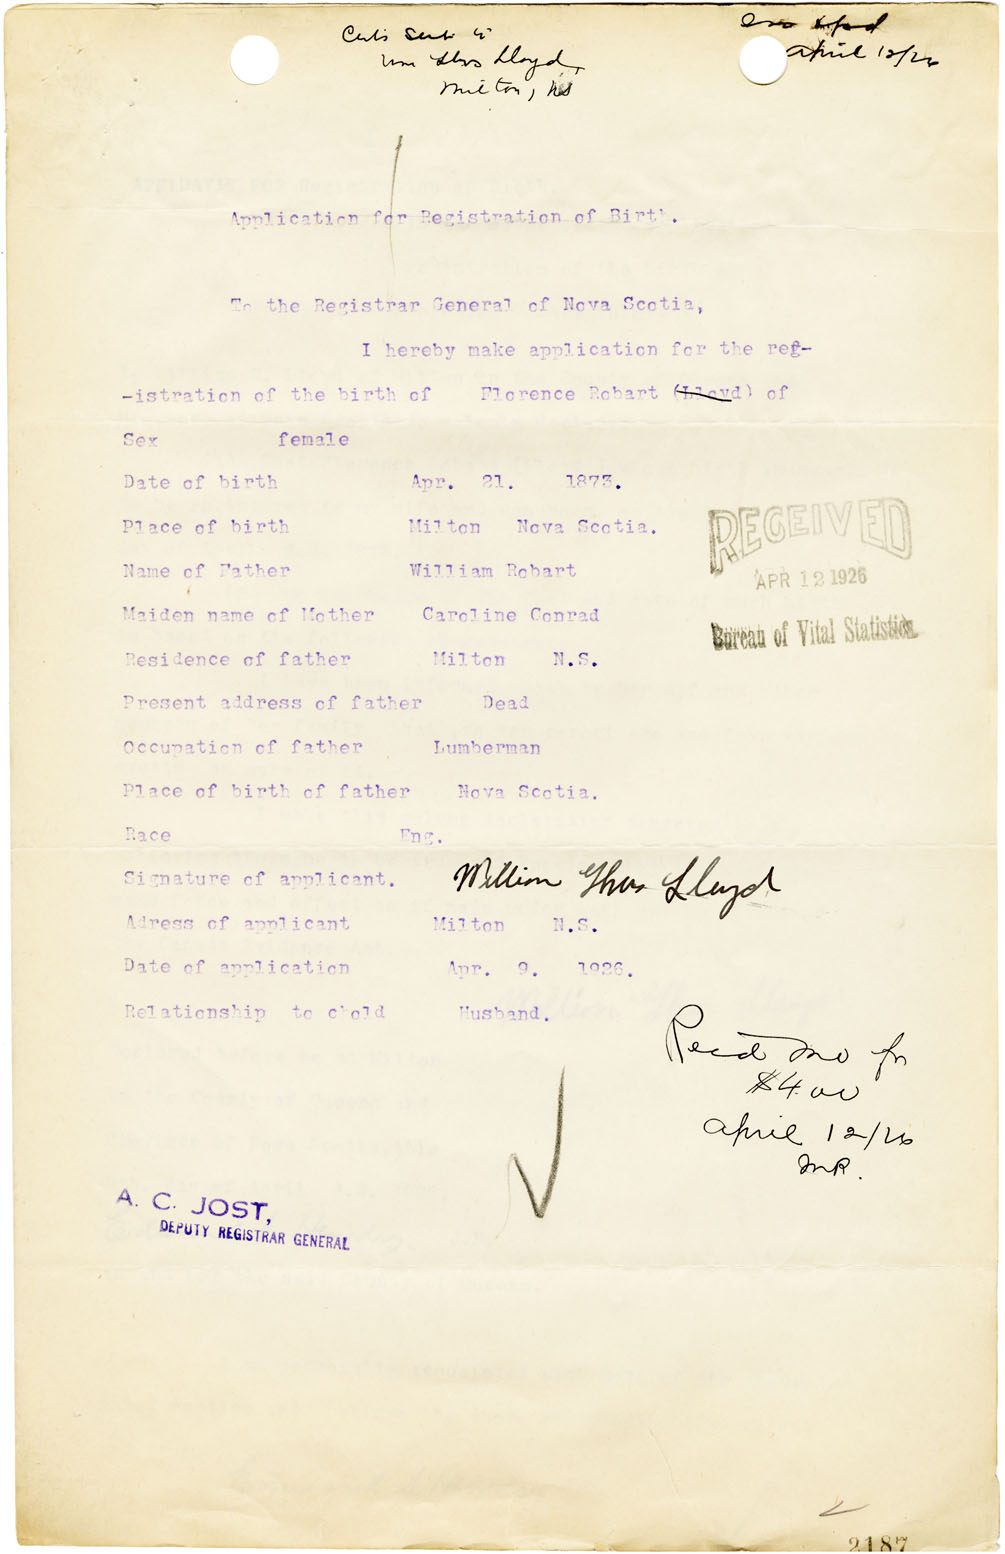 Cert's sent to
Wm Thos Lloyd,
Milton, NS
April 12/26
Application for Registration of Birth.
To the Registrar General of Nova Scotia,
I hereby make application for the reg-
-istration of the birth of Florence Robart (Lloyd) of
Sex female
Date of birth Apr. 21. 1873.
Place of birth Milton Nova Scotia.
Name of Father William Robart
Maiden name of Mother Caroline Conrad
Residence of father Milton N.S.
Present address of father Dead
Occupation of father Lumberman
Place of birth of father Nova Scotia.
Race Eng.
Signature of applicant. William Thos Lloyd
Adress of applicant Milton N.S.
Date of application Apr. 9. 1926.
Relationship to child Husband.
RECEIVED
APR 12 1926
Bureau of Vital Statistics
Recd MO for
$4.00
April 12/26
MR.
A. C. JOST,
DEPUTY REGISTRAR GENERAL
2187